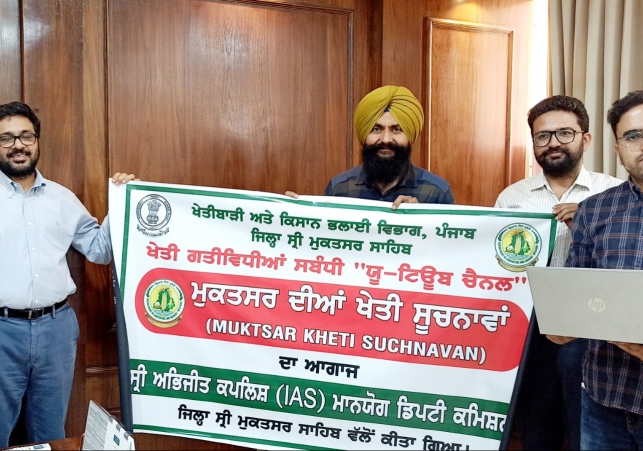 ਖੇਤੀਬਾੜੀ ਅਤੇ ਕਿਸਾਨ ਭਲਾਈ ਵਿਭਾਗ, ਪੰਜਾਬ
ਜਿਲ੍ਹਾ ਸ੍ਰੀ ਮੁਕਤਸਰ ਸਾਹਿਬ
ਖੇਤੀ ਗਤੀਵਿਧੀਆਂ ਸਬੰਧੀ "ਯੂ-ਟਿਊਬ ਚੈਨਲ"
ਮੁਕਤਸਰ ਦੀਆਂ ਖੇਤੀ ਸੂਚਨਾਵਾਂ
(MUKTSAR KHETI SUCHNAVAN)
ਦਾ ਆਗਾਜ
ਸ੍ਰੀ ਅਭਿਜੀਤ ਕਪਲਿਸ਼ (IAS) ਮਾਨਯੋਗ ਡਿਪਟੀ ਕਮਿਸ਼ਨ
ਜਿਲ੍ਹਾ ਸ੍ਰੀ ਮੁਕਤਸਰ ਸਾਹਿਬ ਵੱਲੋਂ ਕੀਤਾ ਗਿਆ।
hp